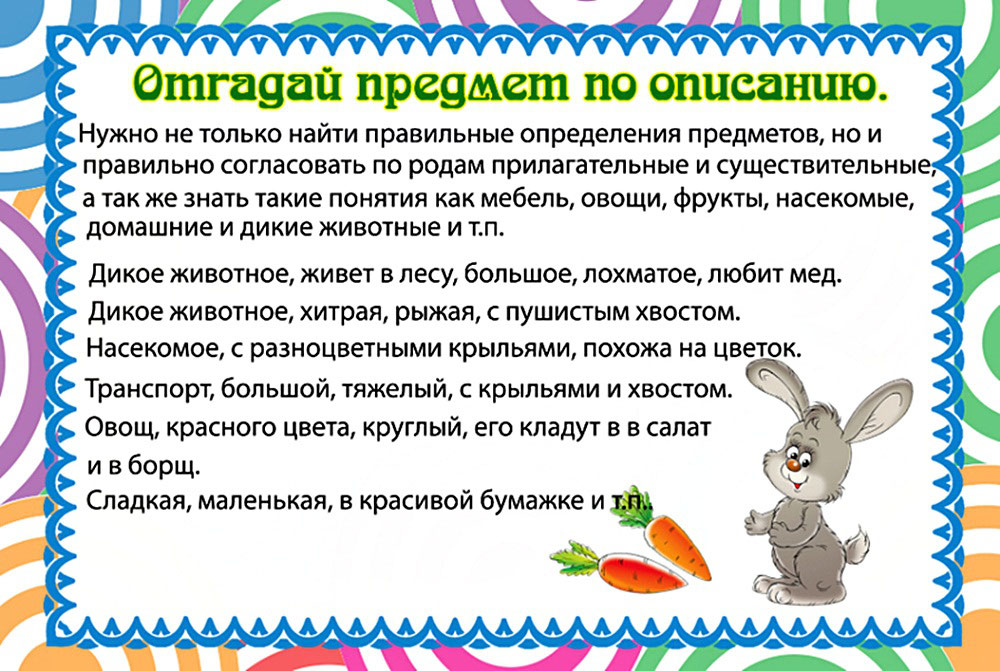 Отгадай предмет по описанию.
Нужно не только найти правильные определения предметов, но и
правильно согласовать по родам прилагательные и существительные,
а так же знать такие понятия как мебель, овощи, фрукты, насекомые,
домашние и дикие животные и т.п.
Дикое животное, живет в лесу, большое, лохматое, любит мед.
Дикое животное, хитрая, рыжая, с пушистым хвостом.
Насекомое, с разноцветными крыльями, похожа на цветок.
Транспорт, большой, тяжелый, с крыльями и хвостом.
Овощ, красного цвета, круглый, его кладут в в салат
и в борщ.
Сладкая, маленькая, в красивой бумажке и т.п..